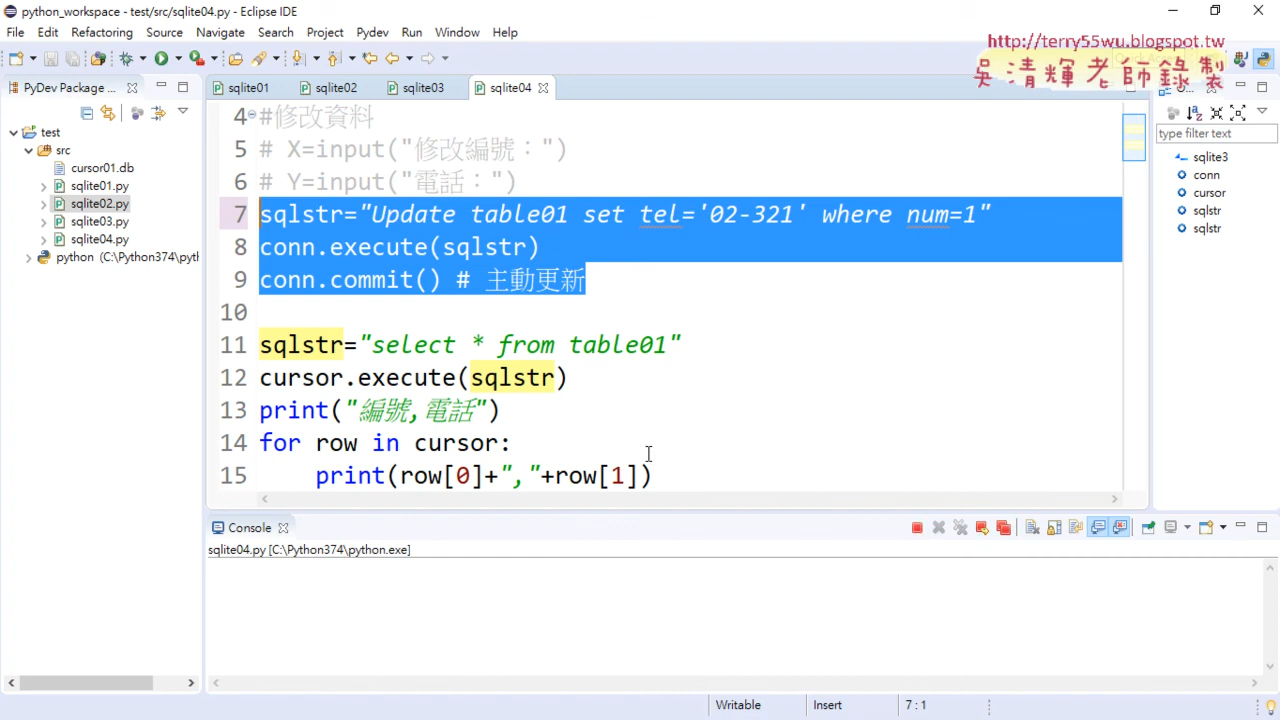 python_workspace - test/src/sqlite04.py - Eclipse IDE
File Edit Refactoring Source Navigate Search Project Pydev Run Window Help
http://terry55wu.blogspot.tw
吳清輝老師錄製
PyDev Package ...
sqlite01 sqlite02 sqlite03 sqlite04
type filter text
test
src
cursor01.db
sqlite01.py
sqlite02.py
sqlite03.py
sqlite04.py
python (C:\Python374\pyth
4 #修改資料
5 # X=input("修改編號：")
6 # Y=input("電話：")
7 sqlstr="Update table01 set tel='02-321' where num=1"
8 conn.execute(sqlstr)
9 conn.commit() # 主動更新
10
11 sqlstr="select * from table01"
12 cursor.execute(sqlstr)
13 print("編號,電話")
14 for row in cursor:
15 print(row[0]+","+row[1])
sqlite3
conn
cursor
sqlstr
sqlstr
Console
sqlite04.py [C:\Python374\python.exe]
Writable Insert 7 : 1